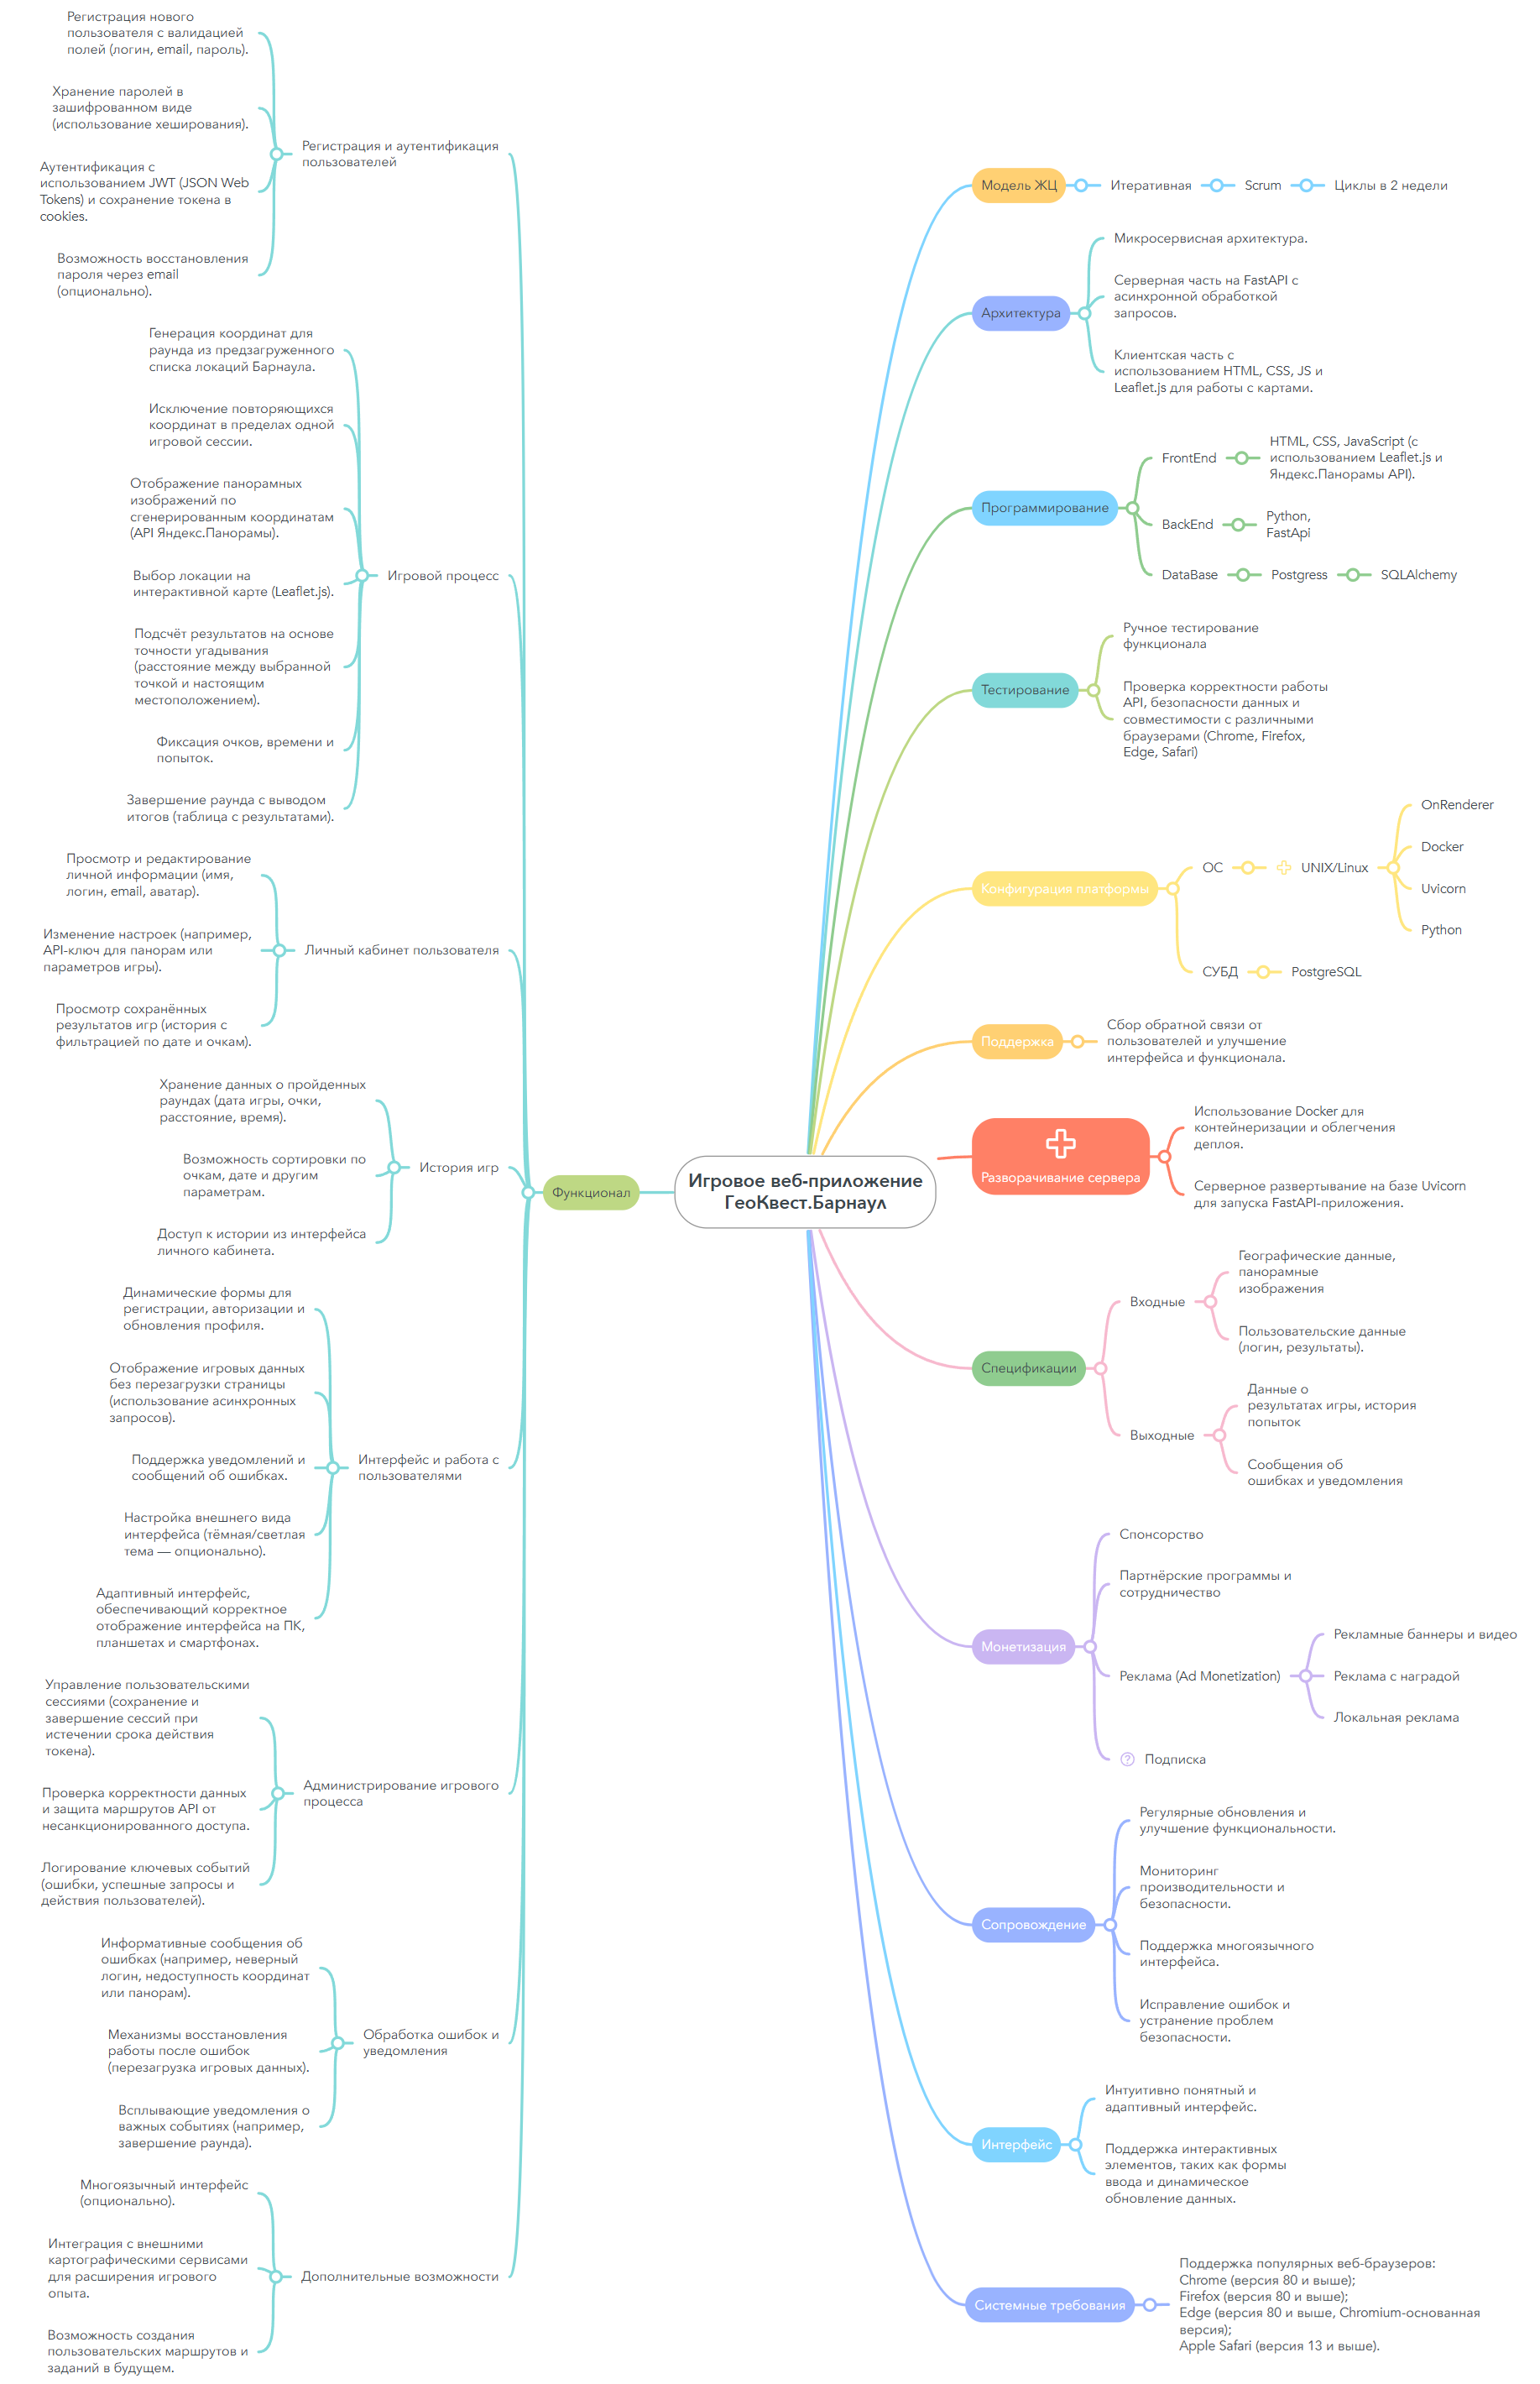 Игровое веб-приложение
ГеоКвест.Барнаул
Модель ЖЦ
Итеративная
Scrum
Циклы в 2 недели
Архитектура
Микросервисная архитектура.
Серверная часть на FastAPI с
асинхронной обработкой
запросов.
Клиентская часть с
использованием HTML, CSS, JS и
Leaflet.js для работы с картами.
Программирование
FrontEnd
HTML, CSS, JavaScript (с
использованием Leaflet.js и
Яндекс.Панорамы API).
BackEnd
Python,
FastApi
DataBase
Postgress
SQLAlchemy
Тестирование
Ручное тестирование
функционала
Проверка корректности работы
API, безопасности данных и
совместимости с различными
браузерами (Chrome, Firefox,
Edge, Safari)
Конфигурация платформы
ОС
UNIX/Linux
OnRenderer
Docker
Uvicorn
Python
СУБД
PostgreSQL
Поддержка
Сбор обратной связи от
пользователей и улучшение
интерфейса и функционала.
Разворачивание сервера
Использование Docker для
контейнеризации и облегчения
деплоя.
Серверное развертывание на базе Uvicorn
для запуска FastAPI-приложения.
Спецификации
Входные
Географические данные,
панорамные
изображения
Пользовательские данные
(логин, результаты).
Выходные
Данные о
результатах игры, история
попыток
Сообщения об
ошибках и уведомления
Монетизация
Спонсорство
Партнёрские программы и
сотрудничество
Реклама (Ad Monetization)
Рекламные баннеры и видео
Реклама с наградой
Локальная реклама
? Подписка
Сопровождение
Регулярные обновления и
улучшение функциональности.
Мониторинг
производительности и
безопасности.
Поддержка многоязычного
интерфейса.
Исправление ошибок и
устранение проблем
безопасности.
Интерфейс
Интуитивно понятный и
адаптивный интерфейс.
Поддержка интерактивных
элементов, таких как формы
ввода и динамическое
обновление данных.
Системные требования
Поддержка популярных веб-браузеров:
Chrome (версия 80 и выше);
Firefox (версия 80 и выше);
Edge (версия 80 и выше, Chromium-основанная
версия);
Apple Safari (версия 13 и выше).
Функционал
Регистрация и аутентификация
пользователей
Регистрация нового
пользователя с валидацией
полей (логин, email, пароль).
Хранение паролей в
зашифрованном виде
(использование хеширования).
Аутентификация с
использованием JWT (JSON Web
Tokens) и сохранение токена в
cookies.
Возможность восстановления
пароля через email
(опционально).
Игровой процесс
Генерация координат для
раунда из предзагруженного
списка локаций Барнаула.
Исключение повторяющихся
координат в пределах одной
игровой сессии.
Отображение панорамных
изображений по
сгенерированным координатам
(API Яндекс.Панорамы).
Выбор локации на
интерактивной карте (Leaflet.js).
Подсчёт результатов на основе
точности угадывания
(расстояние между выбранной
точкой и настоящим
местоположением).
Фиксация очков, времени и
попыток.
Завершение раунда с выводом
итогов (таблица с результатами).
Личный кабинет пользователя
Просмотр и редактирование
личной информации (имя,
логин, email, аватар).
Изменение настроек (например,
API-ключ для панорам или
параметров игры).
Просмотр сохранённых
результатов игр (история с
фильтрацией по дате и очкам).
История игр
Хранение данных о пройденных
раундах (дата игры, очки,
расстояние, время).
Возможность сортировки по
очкам, дате и другим
параметрам.
Доступ к истории из интерфейса
личного кабинета.
Интерфейс и работа с
пользователями
Динамические формы для
регистрации, авторизации и
обновления профиля.
Отображение игровых данных
без перезагрузки страницы
(использование асинхронных
запросов).
Поддержка уведомлений и
сообщений об ошибках.
Настройка внешнего вида
интерфейса (тёмная/светлая
тема — опционально).
Адаптивный интерфейс,
обеспечивающий корректное
отображение интерфейса на ПК,
планшетах и смартфонах.
Администрирование игрового
процесса
Управление пользовательскими
сессиями (сохранение и
завершение сессий при
истечении срока действия
токена).
Проверка корректности данных
и защита маршрутов API от
несанкционированного доступа.
Логирование ключевых событий
(ошибки, успешные запросы и
действия пользователей).
Обработка ошибок и
уведомления
Информативные сообщения об
ошибках (например, неверный
логин, недоступность координат
или панорам).
Механизмы восстановления
работы после ошибок
(перезагрузка игровых данных).
Всплывающие уведомления о
важных событиях (например,
завершение раунда).
Дополнительные возможности
Многоязычный интерфейс
(опционально).
Интеграция с внешними
картографическими сервисами
для расширения игрового
опыта.
Возможность создания
пользовательских маршрутов и
заданий в будущем.